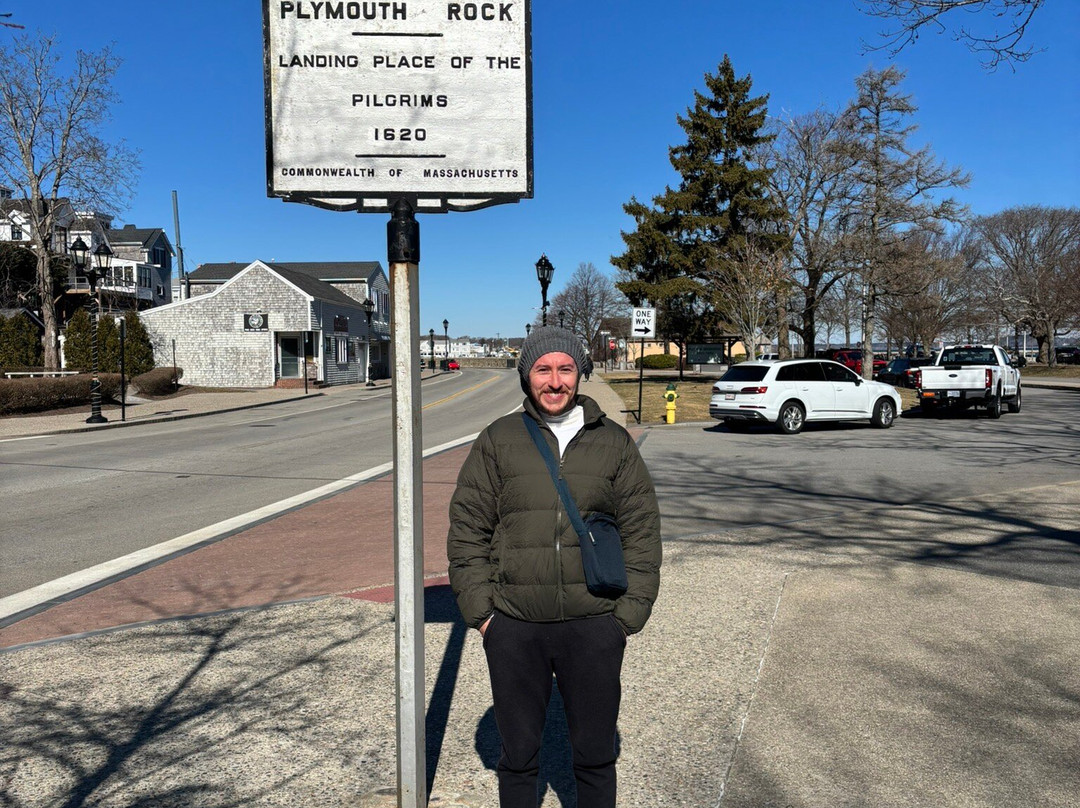 PLYMOUTH ROCK
LANDING PLACE OF THE
PILGRIMS
1620
COMMONWEALTH OF MASSACHUSETTS
ONE
WAY